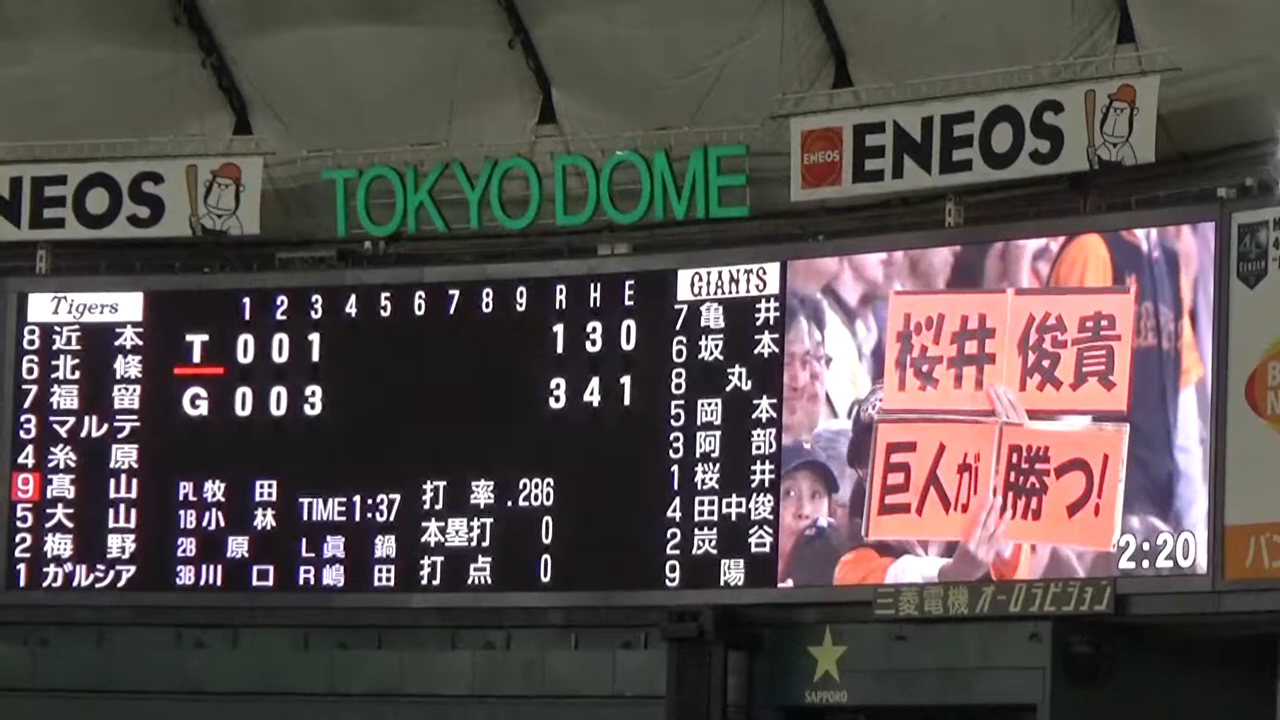 NEOS
TOKYO DOME
ENEOS
ENEOS
Tigers
8 近本
6 北條
7 福留
3 マルテ
4 糸原
9 髙山
5 大山
2 梅野
1 ガルシア
1 2 3 4 5 6 7 8 9 R H E
T 0 0 1 1 3 0
G 0 0 3 3 4 1
PL 牧田
1B 小林
2B 原
3B 川口
TIME 1:37
L 眞鍋
R 嶋田
打率 .286
本塁打 0
打点 0
GIANTS
7 亀井
6 坂本
8 丸
5 岡本
3 阿部
1 桜井
4 田中俊
2 炭谷
9 陽
桜井俊貴
巨人が勝つ!
2:20
三菱電機 オーロラビジョン
SAPPORO
GUNDAM